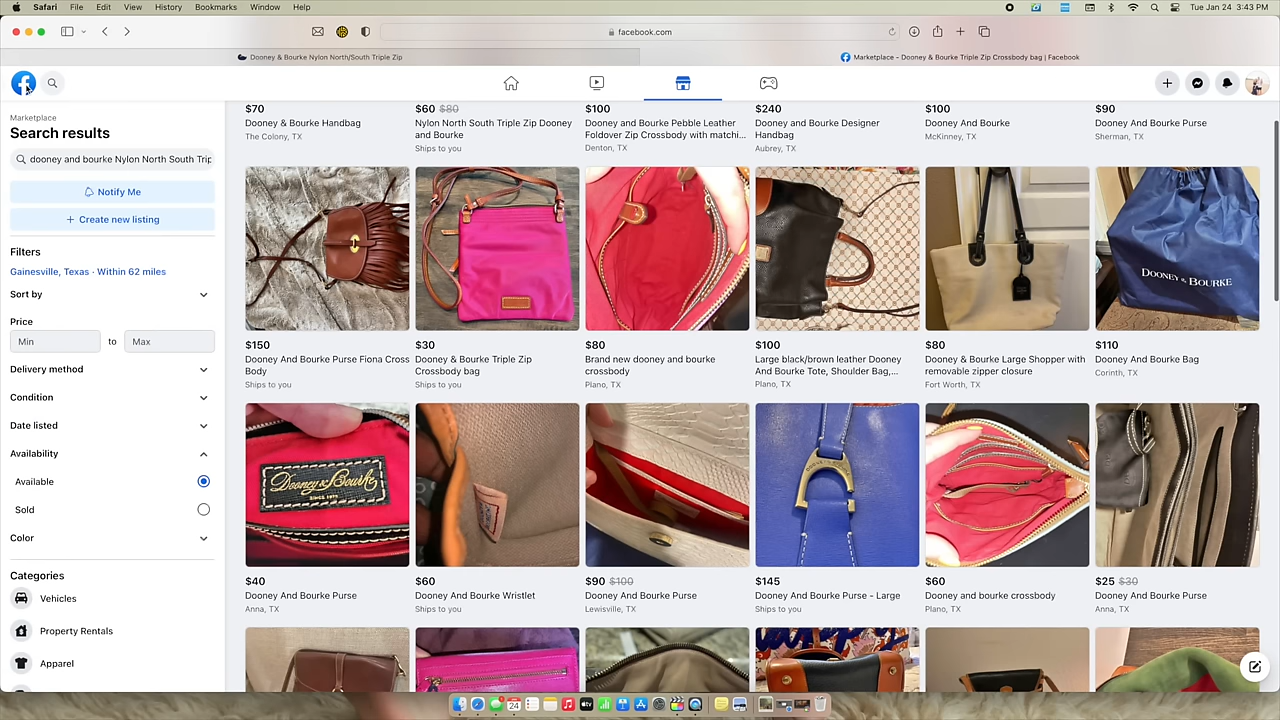 Safari File Edit View History Bookmarks Window Help Tue Jan 24 3:43 PM
facebook.com
Dooney & Bourke Nylon North/South Triple Zip
Marketplace - Dooney & Bourke Triple Zip Crossbody bag | Facebook
Marketplace
Search results
dooney and bourke Nylon North South Trip
Notify Me
+ Create new listing
Filters
Gainesville, Texas · Within 62 miles
Sort by
Price
Min to Max
Delivery method
Condition
Date listed
Availability
Available
Sold
Color
Categories
Vehicles
Property Rentals
Apparel
$70
Dooney & Bourke Handbag
The Colony, TX
$60 $80
Nylon North South Triple Zip Dooney
and Bourke
Ships to you
$100
Dooney and Bourke Pebble Leather
Foldover Zip Crossbody with matchi...
Denton, TX
$240
Dooney and Bourke Designer
Handbag
Aubrey, TX
$100
Dooney And Bourke
McKinney, TX
$90
Dooney And Bourke Purse
Sherman, TX
DOONEY & BOURKE
$150
Dooney And Bourke Purse Fiona Cross
Body
Ships to you
$30
Dooney & Bourke Triple Zip
Crossbody bag
Ships to you
$80
Brand new dooney and bourke
crossbody
Plano, TX
$100
Large black/brown leather Dooney
And Bourke Tote, Shoulder Bag,...
Plano, TX
$80
Dooney & Bourke Large Shopper with
removable zipper closure
Fort Worth, TX
$110
Dooney And Bourke Bag
Corinth, TX
Dooney & Bourke
SINCE 1975
$40
Dooney And Bourke Purse
Anna, TX
$60
Dooney And Bourke Wristlet
Ships to you
$90 $100
Dooney And Bourke Purse
Lewisville, TX
$145
Dooney And Bourke Purse - Large
Ships to you
$60
Dooney and bourke crossbody
Plano, TX
$25 $30
Dooney And Bourke Purse
Anna, TX
24